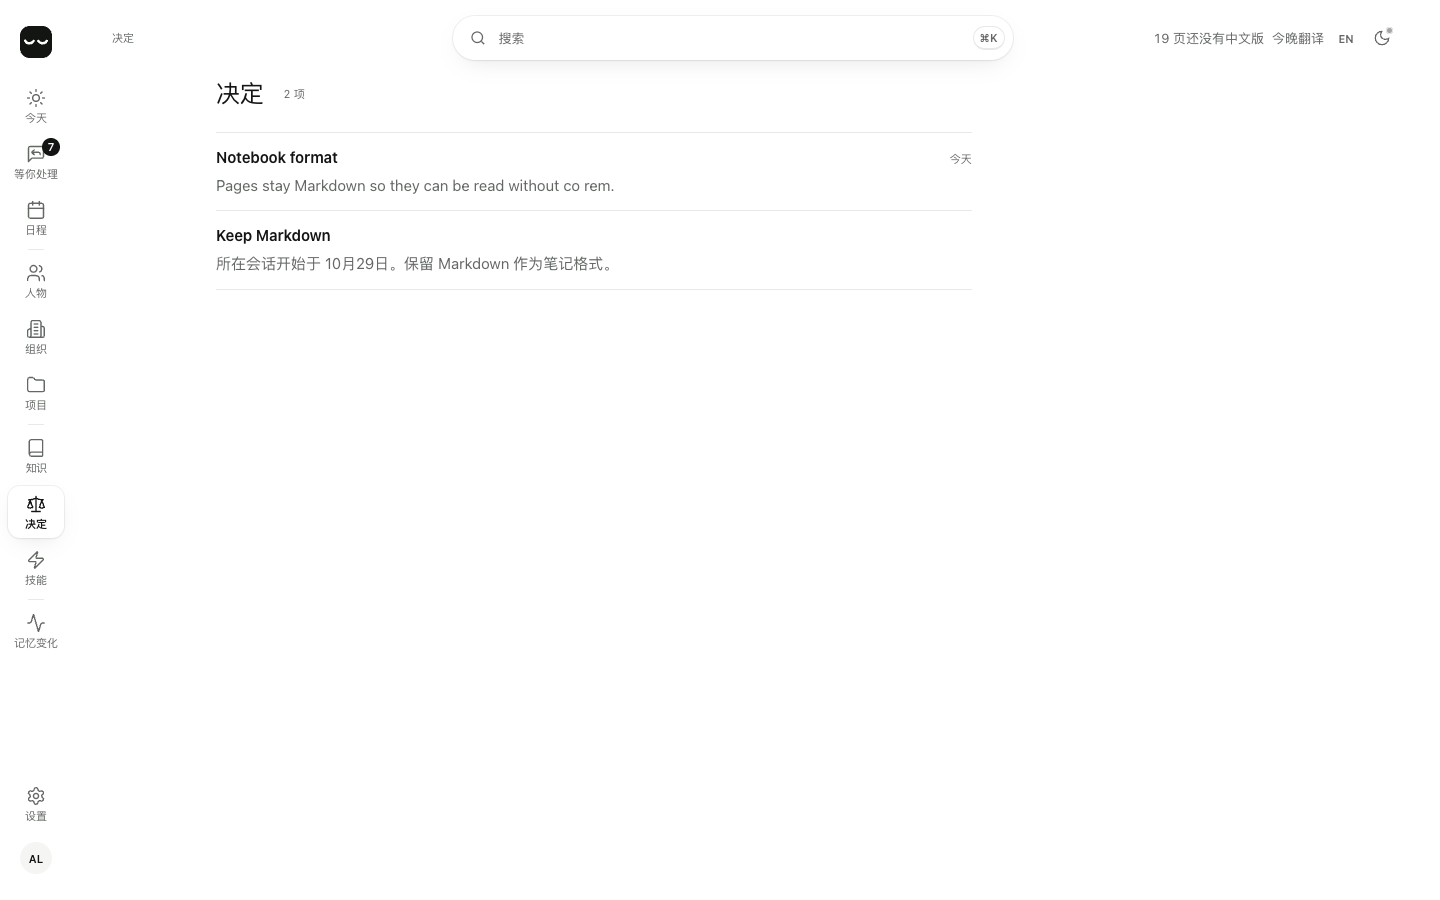 决定
搜索
⌘K
19 页还没有中文版 今晚翻译
EN
今天
7
等你处理
日程
人物
组织
项目
知识
决定
技能
记忆变化
设置
AL
决定
2 项
Notebook format
今天
Pages stay Markdown so they can be read without co rem.
Keep Markdown
所在会话开始于 10月29日。保留 Markdown 作为笔记格式。